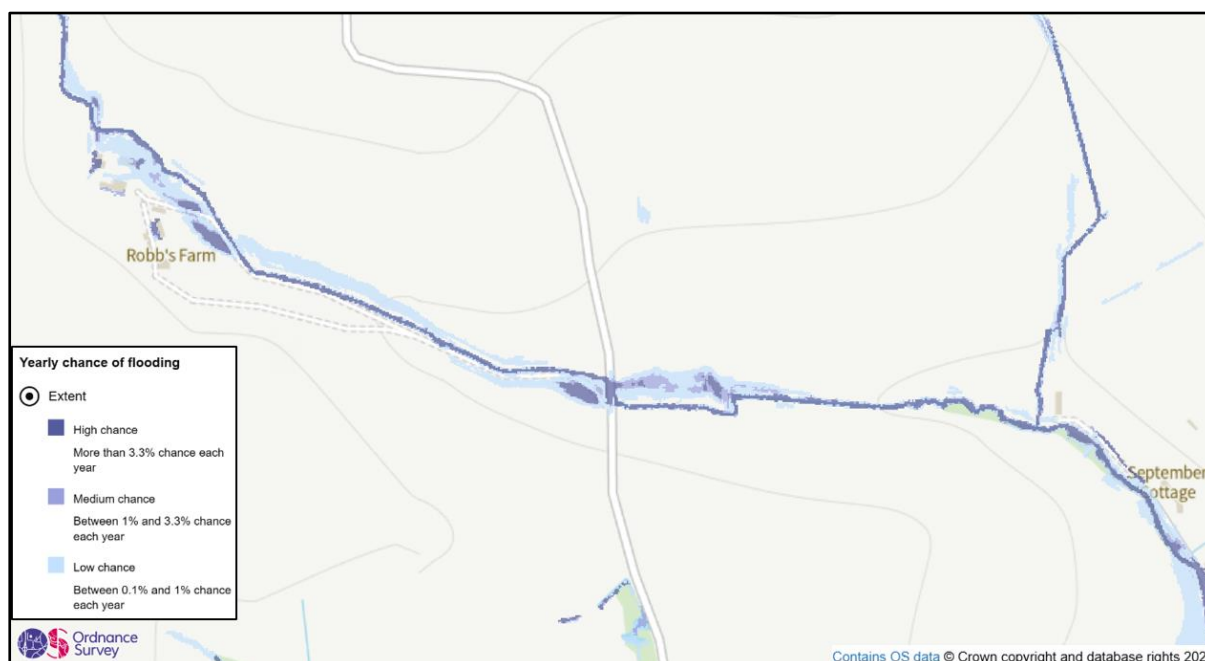 Robb's Farm
Yearly chance of flooding
Extent
High chance
More than 3.3% chance each
year
Medium chance
Between 1% and 3.3% chance
each year
Low chance
Between 0.1% and 1% chance
each year
September
ottage
Ordnance
Survey
Contains OS data © Crown copyright and database rights 202